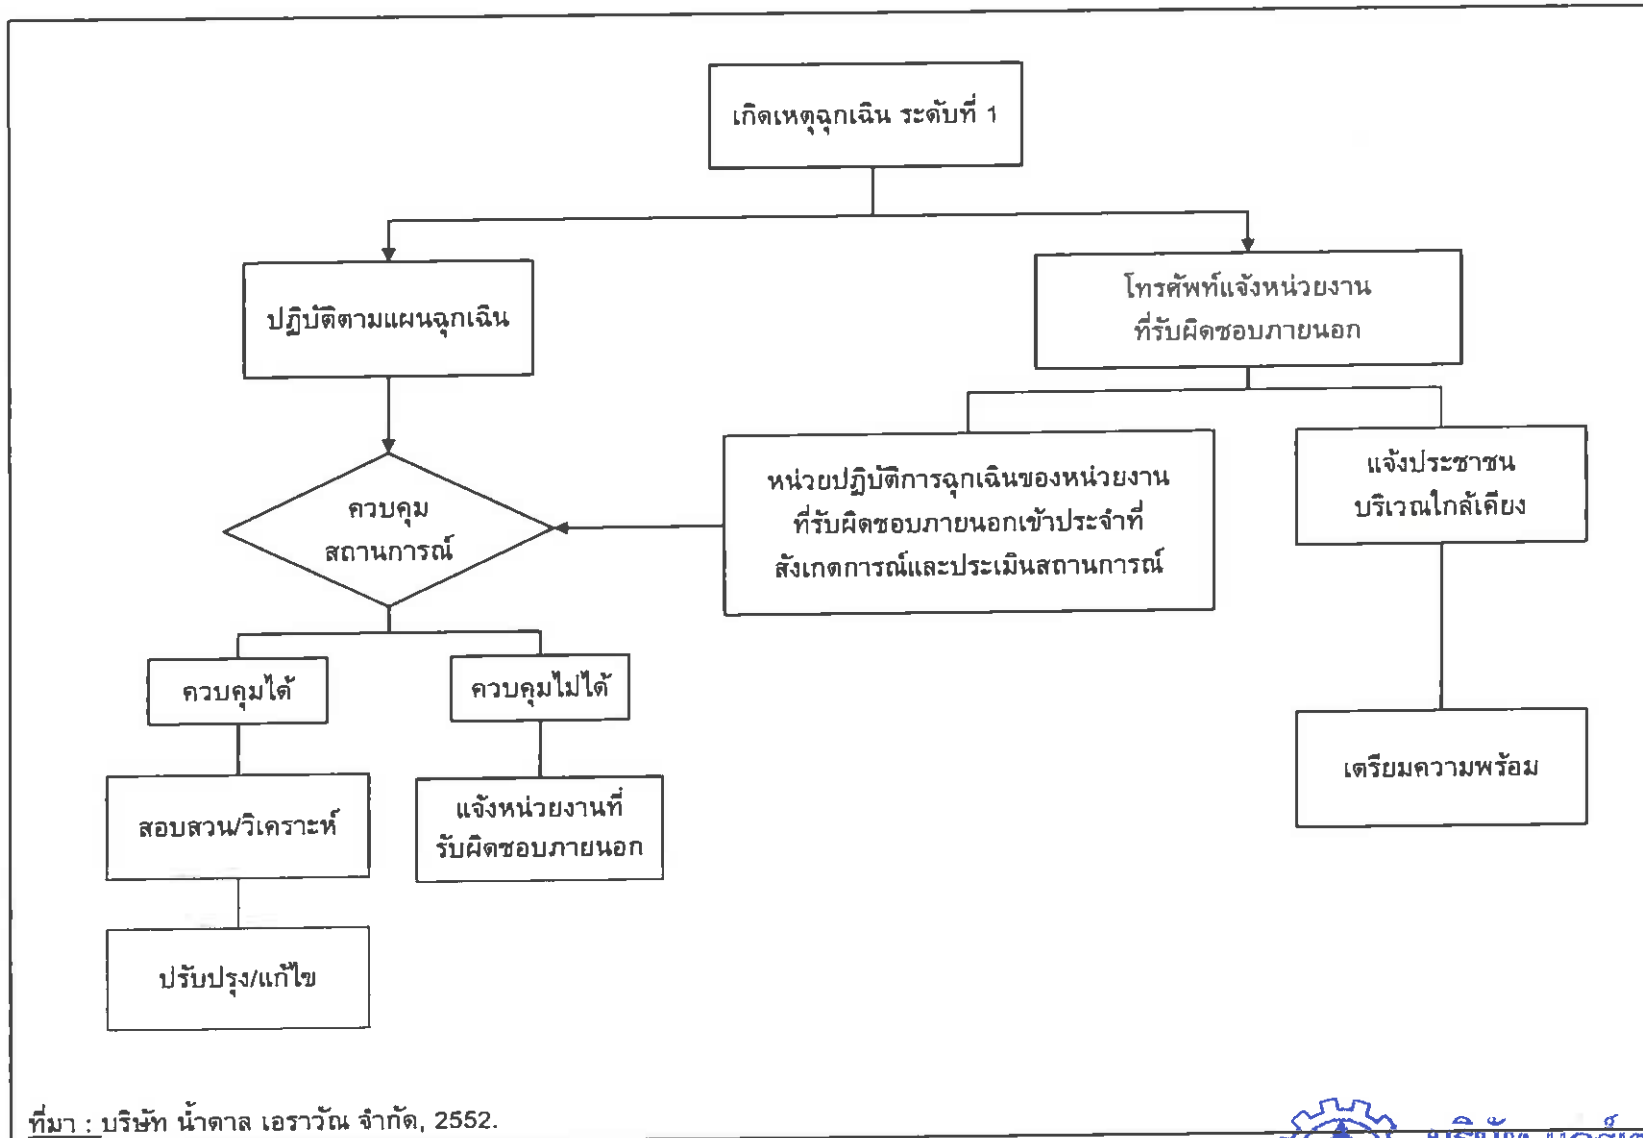 เกิดเหตุฉุกเฉิน ระดับที่ 1
ปฏิบัติตามแผนฉุกเฉิน
โทรศัพท์แจ้งหน่วยงาน
ที่รับผิดชอบภายนอก
หน่วยปฏิบัติการฉุกเฉินของหน่วยงาน
ที่รับผิดชอบภายนอกเข้าประจำที่
สังเกตการณ์และประเมินสถานการณ์
แจ้งประชาชน
บริเวณใกล้เคียง
ควบคุม
สถานการณ์
ควบคุมได้
ควบคุมไม่ได้
สอบสวน/วิเคราะห์
แจ้งหน่วยงานที่
รับผิดชอบภายนอก
เตรียมความพร้อม
ปรับปรุง/แก้ไข
ที่มา : บริษัท น้ำตาล เอราวัณ จำกัด, 2552.
บริษัท